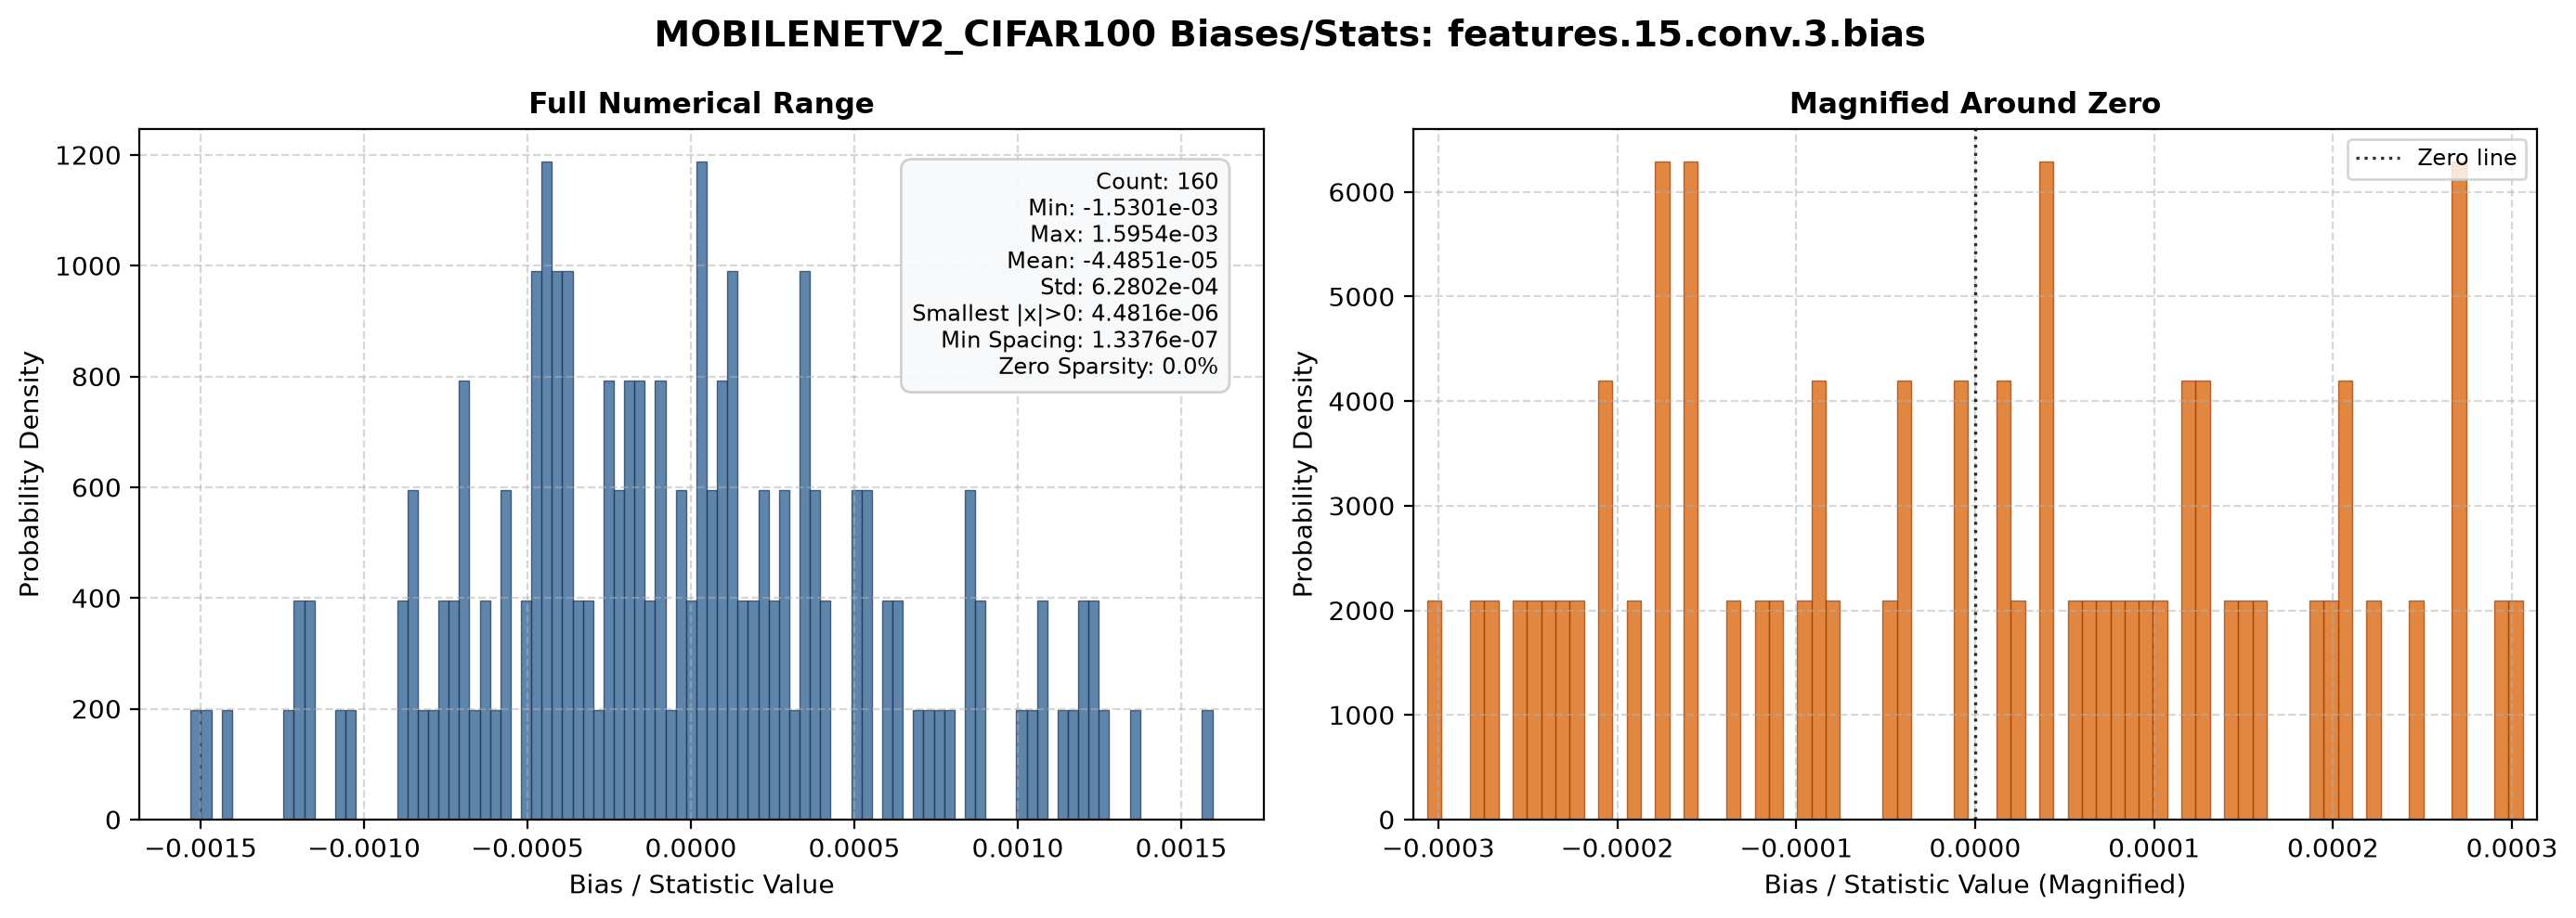 MOBILENETV2_CIFAR100 Biases/Stats: features.15.conv.3.bias
Full Numerical Range
Probability Density
1200
1000
800
600
400
200
0
Count: 160
Min: -1.5301e-03
Max: 1.5954e-03
Mean: -4.4851e-05
Std: 6.2802e-04
Smallest |x|>0: 4.4816e-06
Min Spacing: 1.3376e-07
Zero Sparsity: 0.0%
−0.0015 −0.0010 −0.0005 0.0000 0.0005 0.0010 0.0015
Bias / Statistic Value
Magnified Around Zero
Probability Density
6000
5000
4000
3000
2000
1000
0
Zero line
−0.0003 −0.0002 −0.0001 0.0000 0.0001 0.0002 0.0003
Bias / Statistic Value (Magnified)